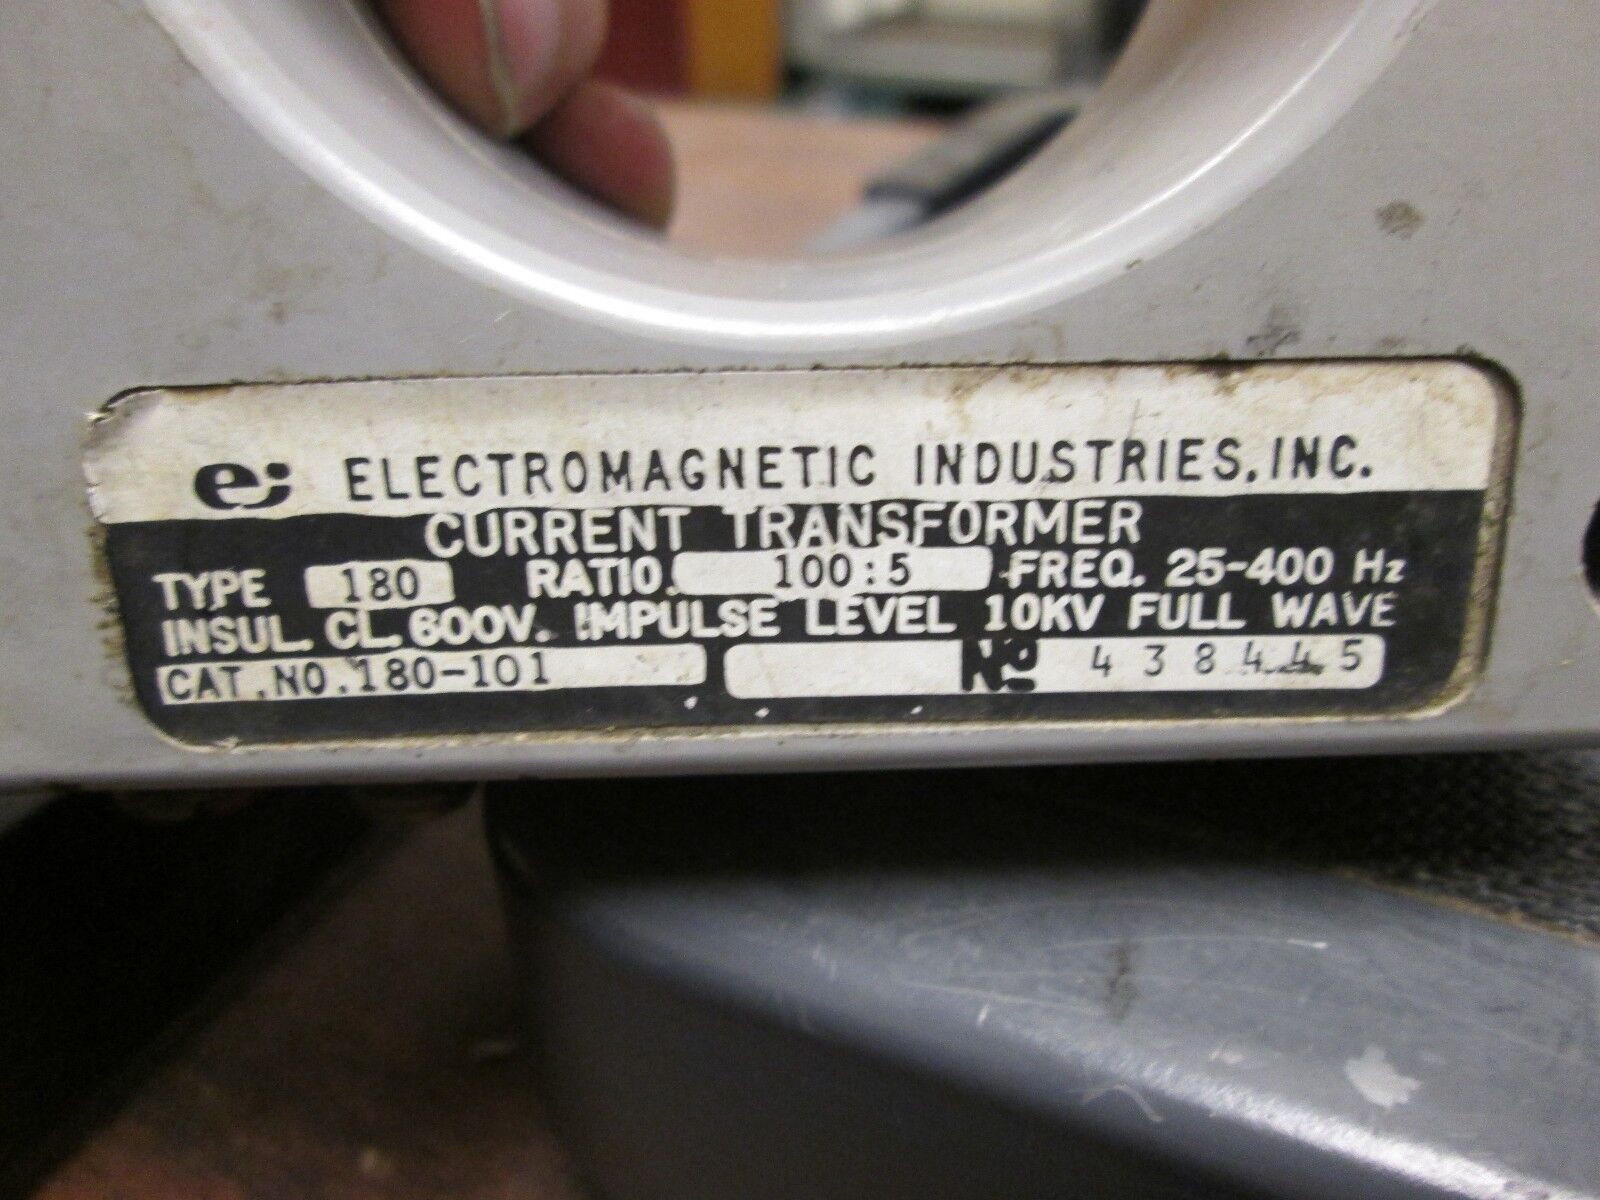 ei ELECTROMAGNETIC INDUSTRIES, INC.
CURRENT TRANSFORMER
TYPE 180 RATIO. 100:5 FREQ. 25-400 Hz
INSUL. CL. 600V. IMPULSE LEVEL 10KV FULL WAVE
CAT. NO. 180-101 No 438445